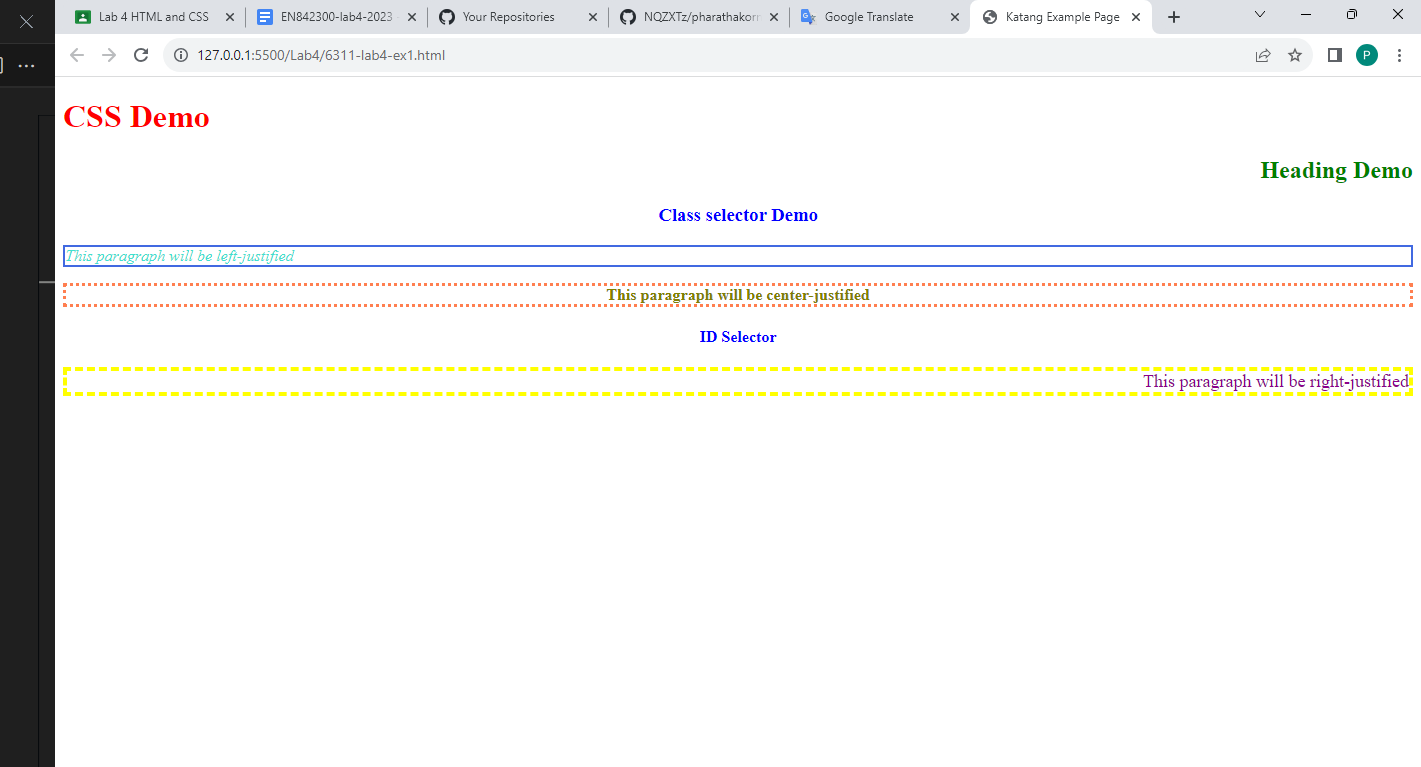 Lab 4 HTML and CSS
EN842300-lab4-2023
Your Repositories
NQZXTz/pharathakorn
Google Translate
Katang Example Page
127.0.0.1:5500/Lab4/6311-lab4-ex1.html
P
CSS Demo
Heading Demo
Class selector Demo
This paragraph will be left-justified
This paragraph will be center-justified
ID Selector
This paragraph will be right-justified